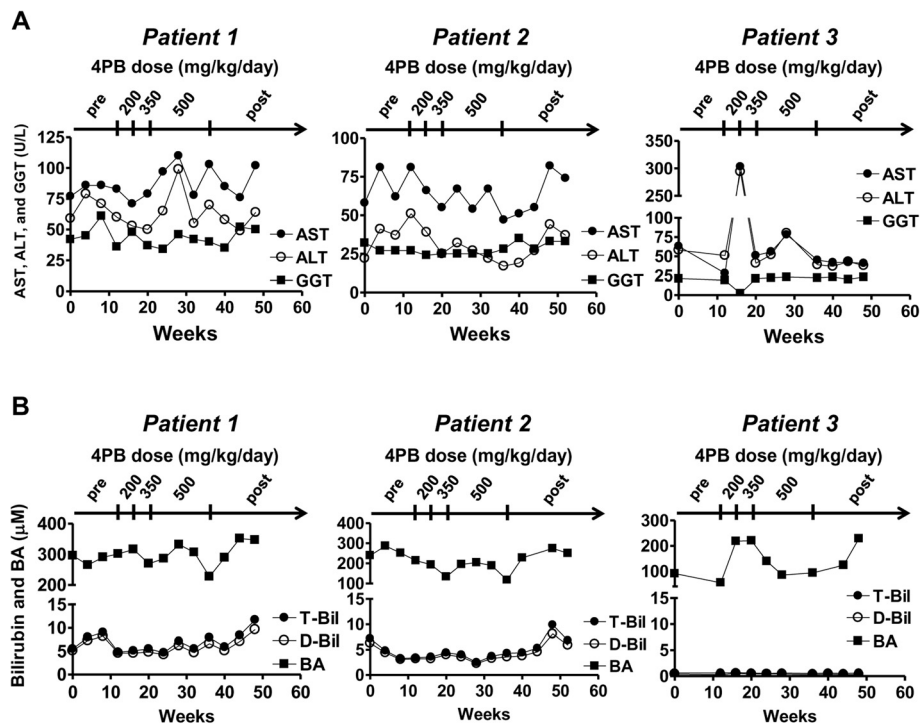 A
Patient 1
4PB dose (mg/kg/day)
pre 200 350 500 post
AST, ALT, and GGT (U/L)
125
100
75
50
25
0
AST
ALT
GGT
0 10 20 30 40 50 60
Weeks
Patient 2
4PB dose (mg/kg/day)
pre 200 350 500 post
100
75
50
25
0
AST
ALT
GGT
0 10 20 30 40 50 60
Weeks
Patient 3
4PB dose (mg/kg/day)
pre 200 350 500 post
350
300
250
100
75
50
25
0
AST
ALT
GGT
0 10 20 30 40 50 60
Weeks
B
Patient 1
4PB dose (mg/kg/day)
pre 200 350 500 post
Bilirubin and BA (µM)
400
300
200
15
10
5
0
T-Bil
D-Bil
BA
0 10 20 30 40 50 60
Weeks
Patient 2
4PB dose (mg/kg/day)
pre 200 350 500 post
400
300
200
100
15
10
5
0
T-Bil
D-Bil
BA
0 10 20 30 40 50 60
Weeks
Patient 3
4PB dose (mg/kg/day)
pre 200 350 500 post
300
200
100
0
15
10
5
0
T-Bil
D-Bil
BA
0 10 20 30 40 50 60
Weeks